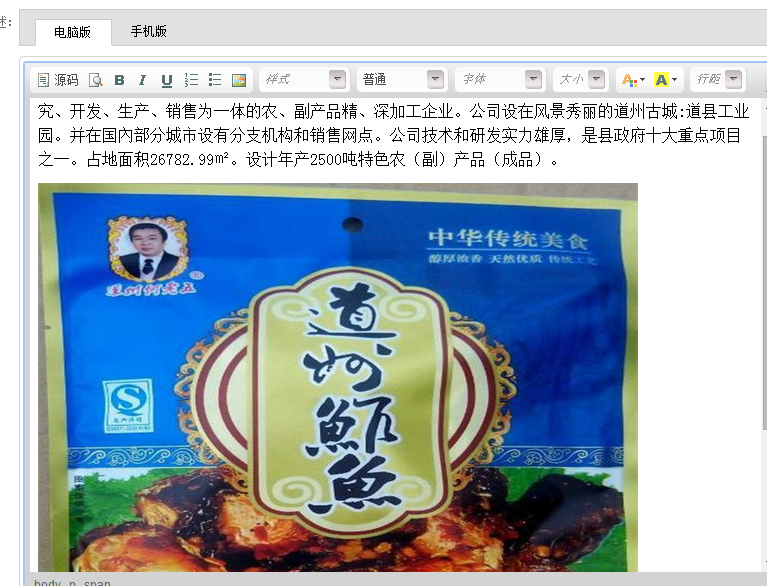 述:
电脑版 手机版
源码 B I U 样式 普通 字体 大小 A A 行距
究、开发、生产、销售为一体的农、副产品精、深加工企业。公司设在风景秀丽的道州古城:道县工业
园。并在国内部分城市设有分支机构和销售网点。公司技术和研发实力雄厚，是县政府十大重点项目
之一。占地面积26782.99㎡。设计年产2500吨特色农（副）产品（成品）。
中华传统美食
醇厚浓香 天然优质 传统工艺
道州何老五
®
道州鲌鱼
生产许可
body p span